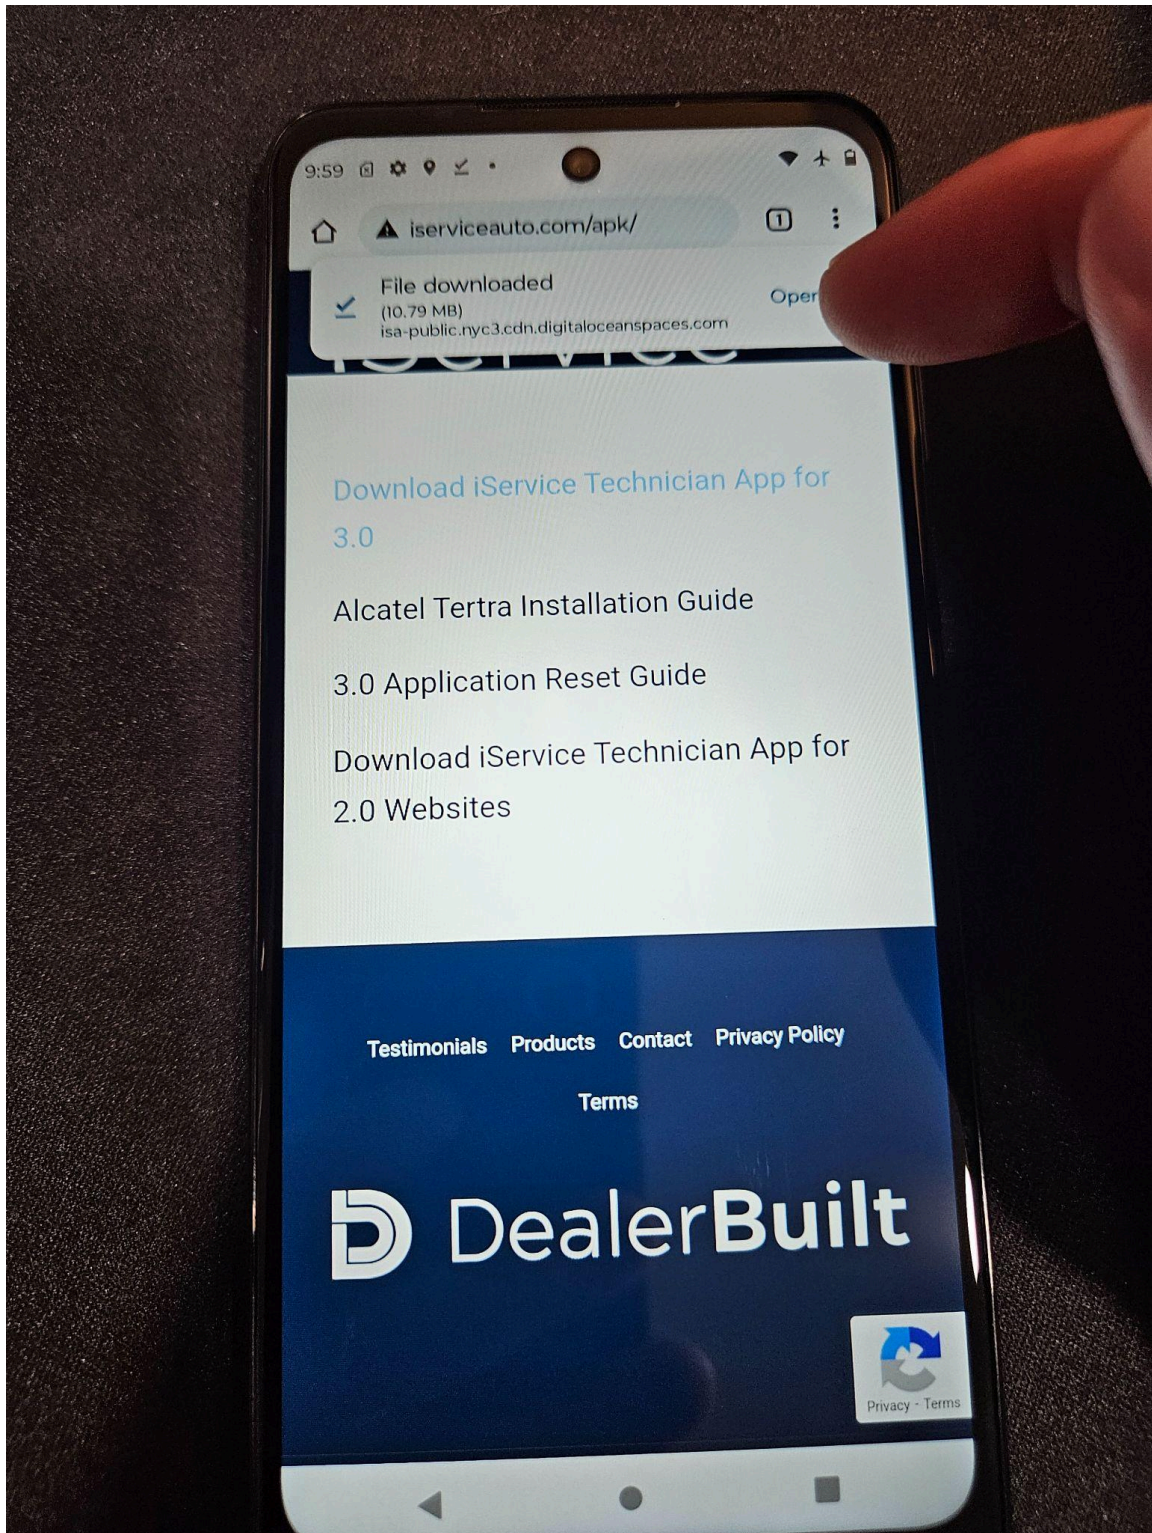 9:59
iserviceauto.com/apk/
1
File downloaded
(10.79 MB)
isa-public.nyc3.cdn.digitaloceanspaces.com
Open
Download iService Technician App for
3.0
Alcatel Tertra Installation Guide
3.0 Application Reset Guide
Download iService Technician App for
2.0 Websites
Testimonials Products Contact Privacy Policy
Terms
DealerBuilt
Privacy - Terms